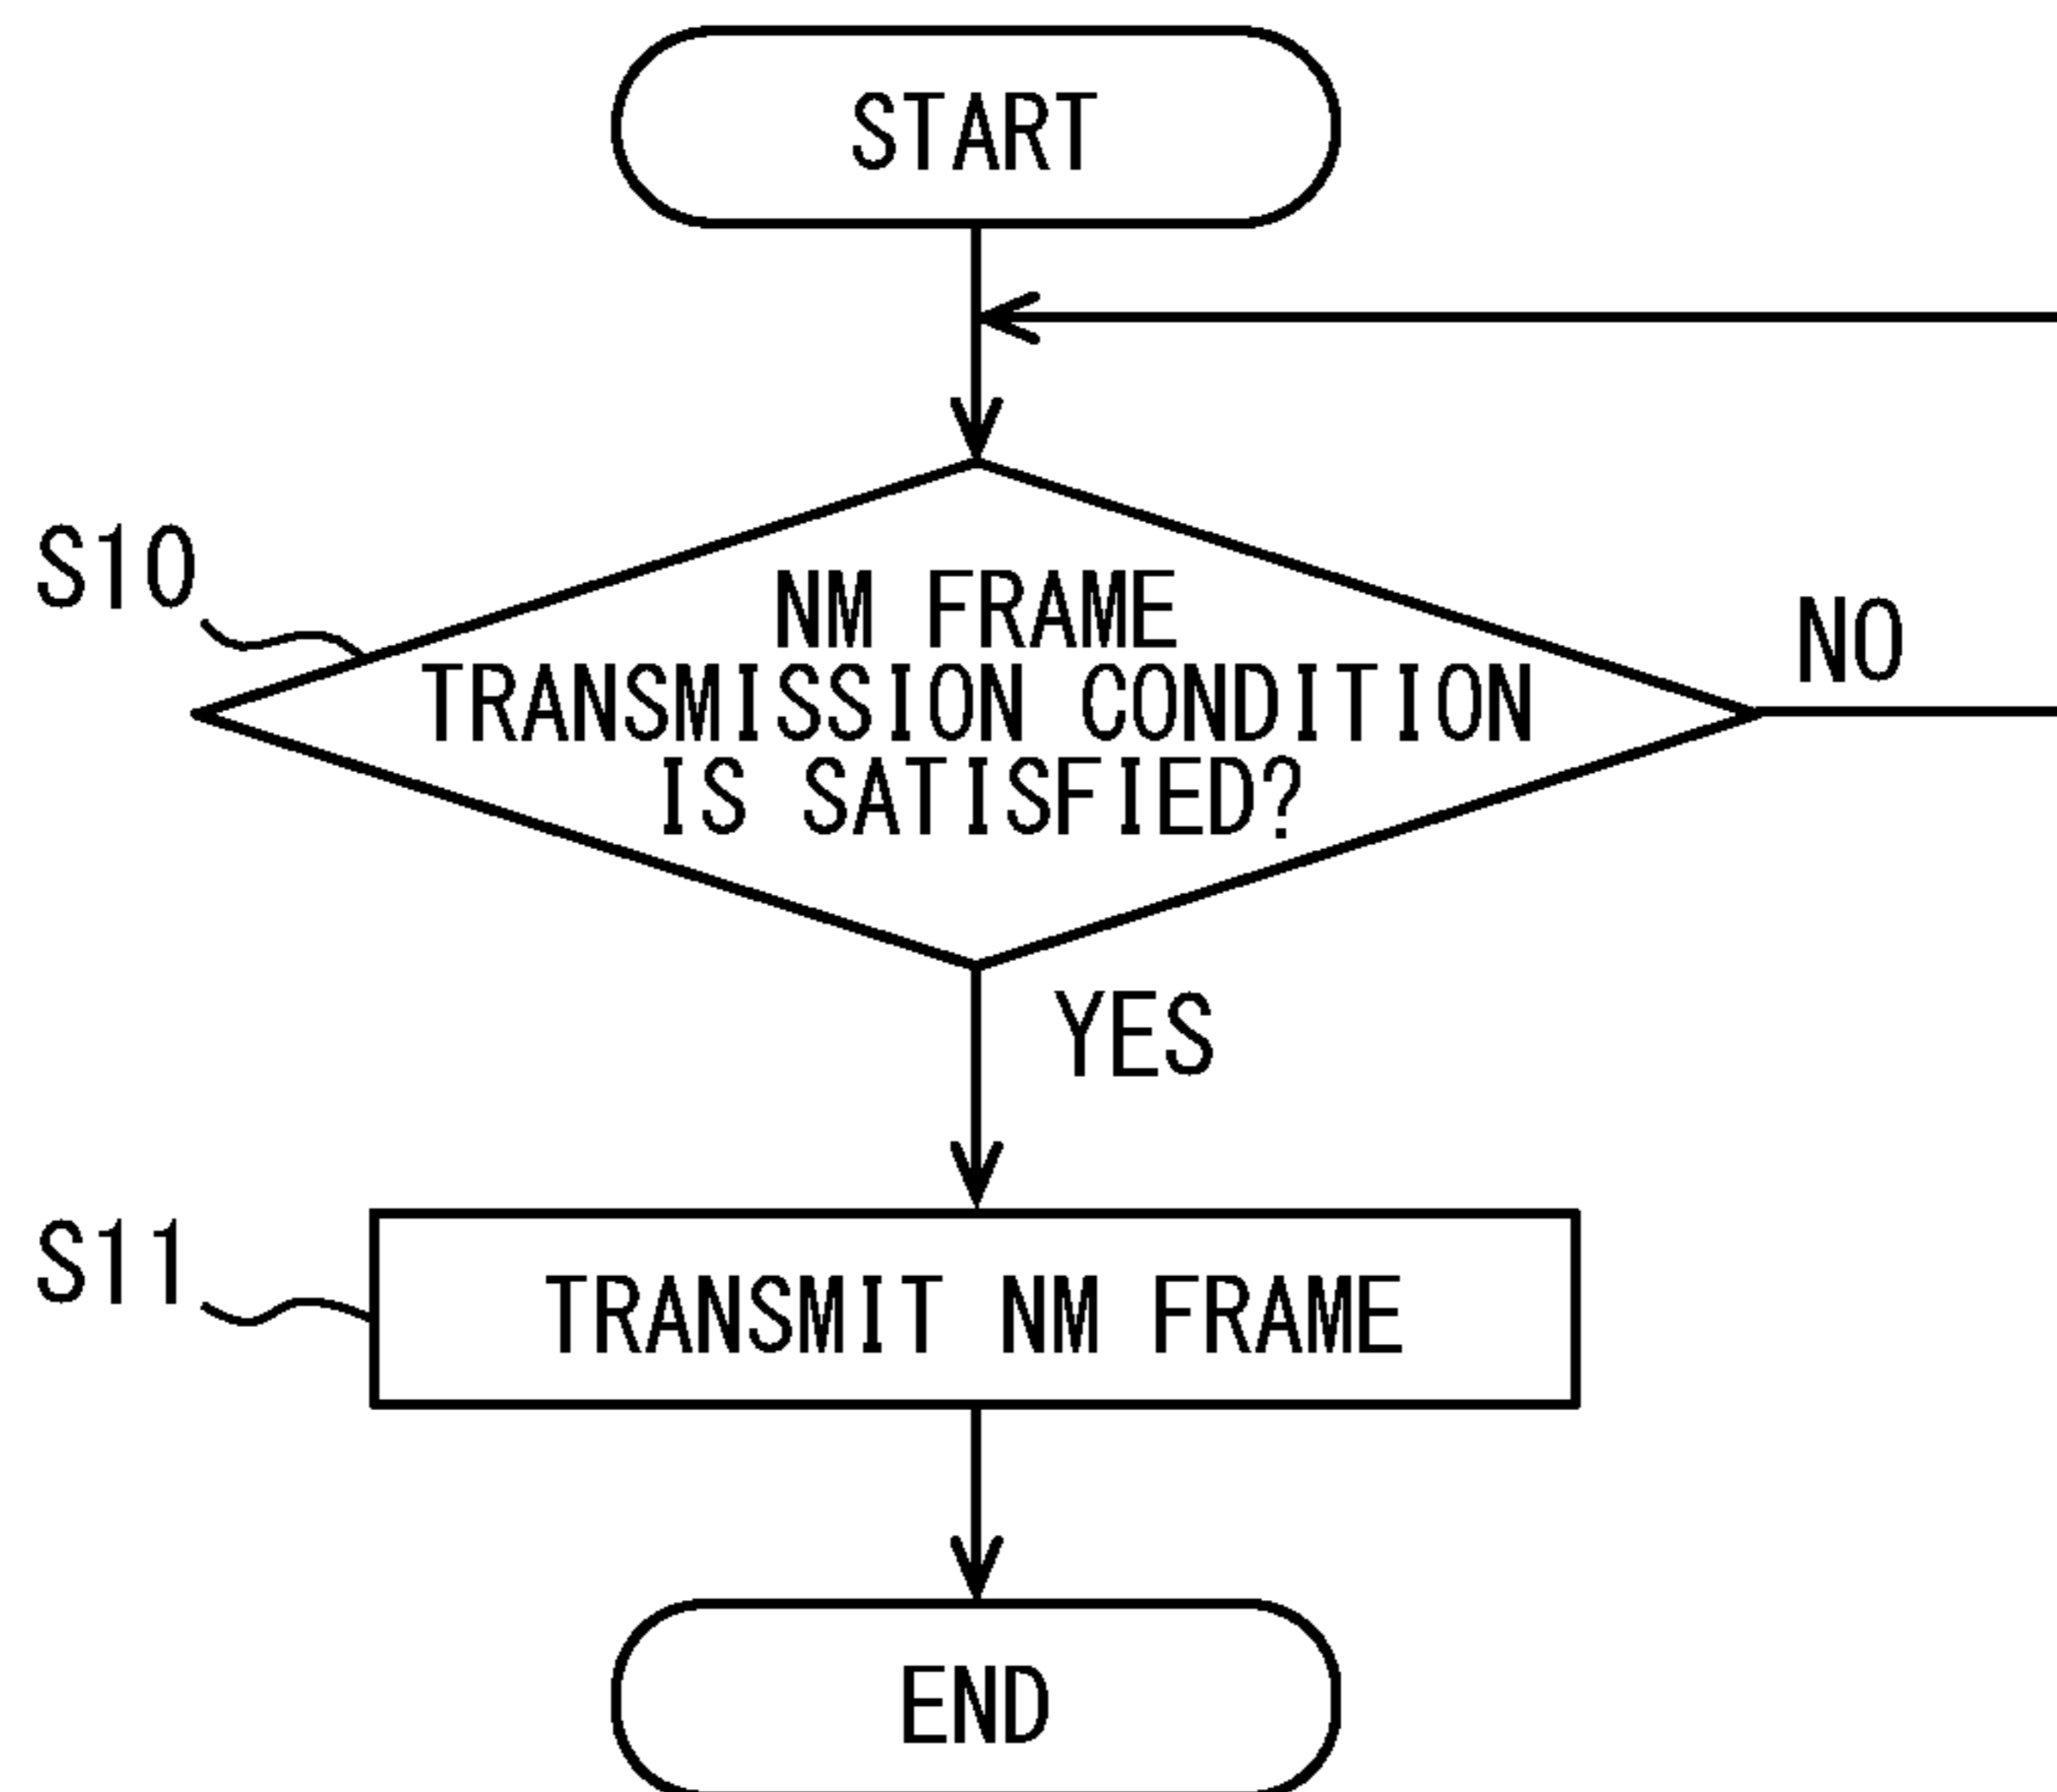 START
S10
NM FRAME
TRANSMISSION CONDITION
IS SATISFIED?
NO
YES
S11
TRANSMIT NM FRAME
END